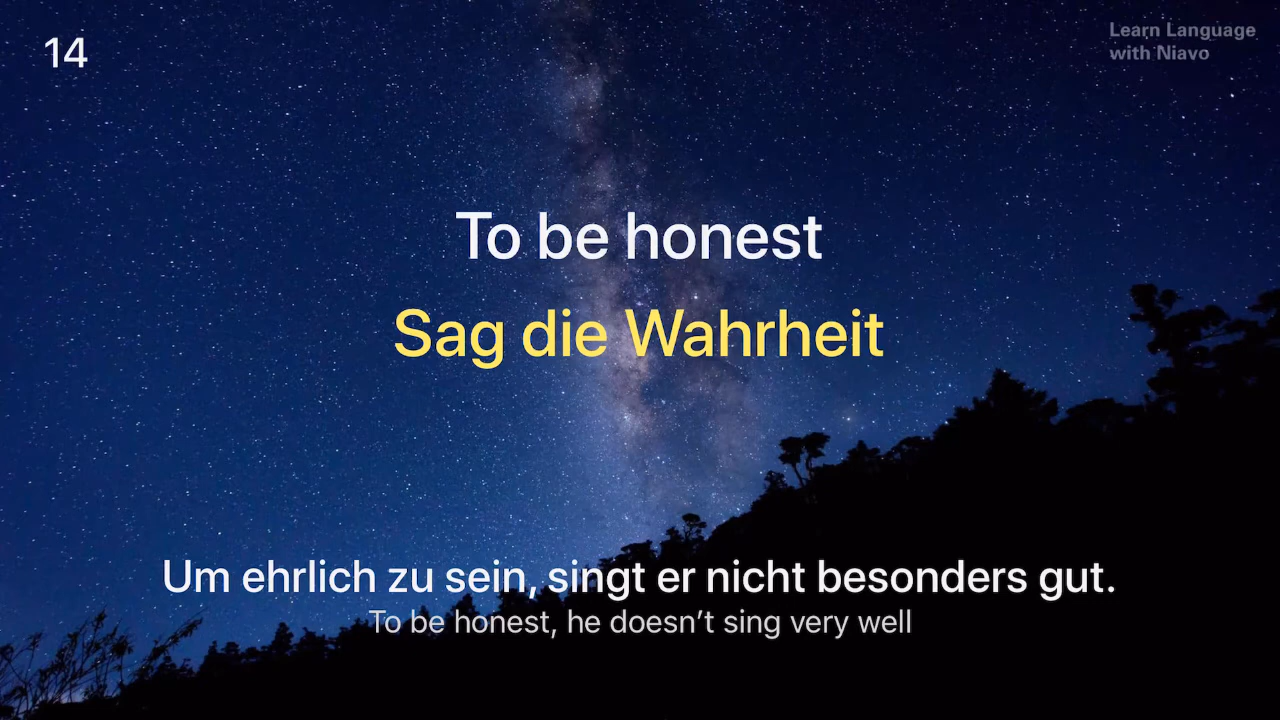 14
Learn Language
with Niavo
To be honest
Sag die Wahrheit
Um ehrlich zu sein, singt er nicht besonders gut.
To be honest, he doesn’t sing very well